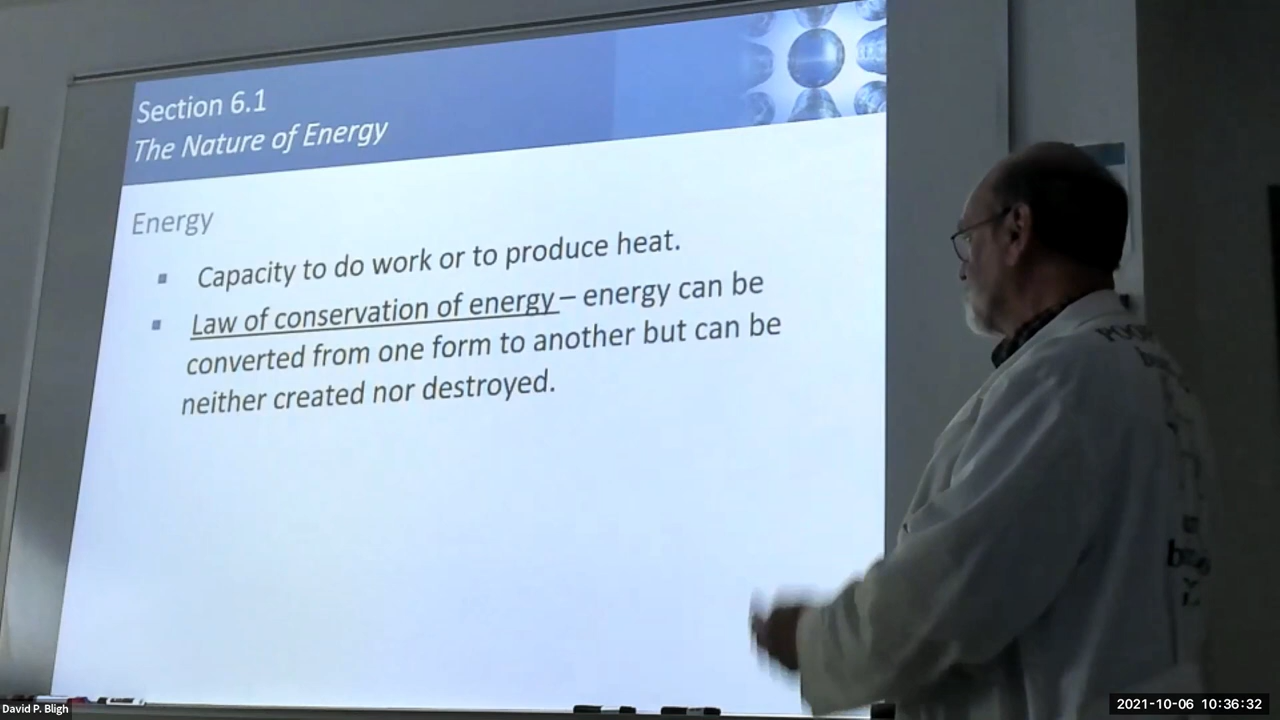 Section 6.1
The Nature of Energy
Energy
▪ Capacity to do work or to produce heat.
▪ Law of conservation of energy – energy can be
converted from one form to another but can be
neither created nor destroyed.
David P. Bligh
2021-10-06 10:36:32